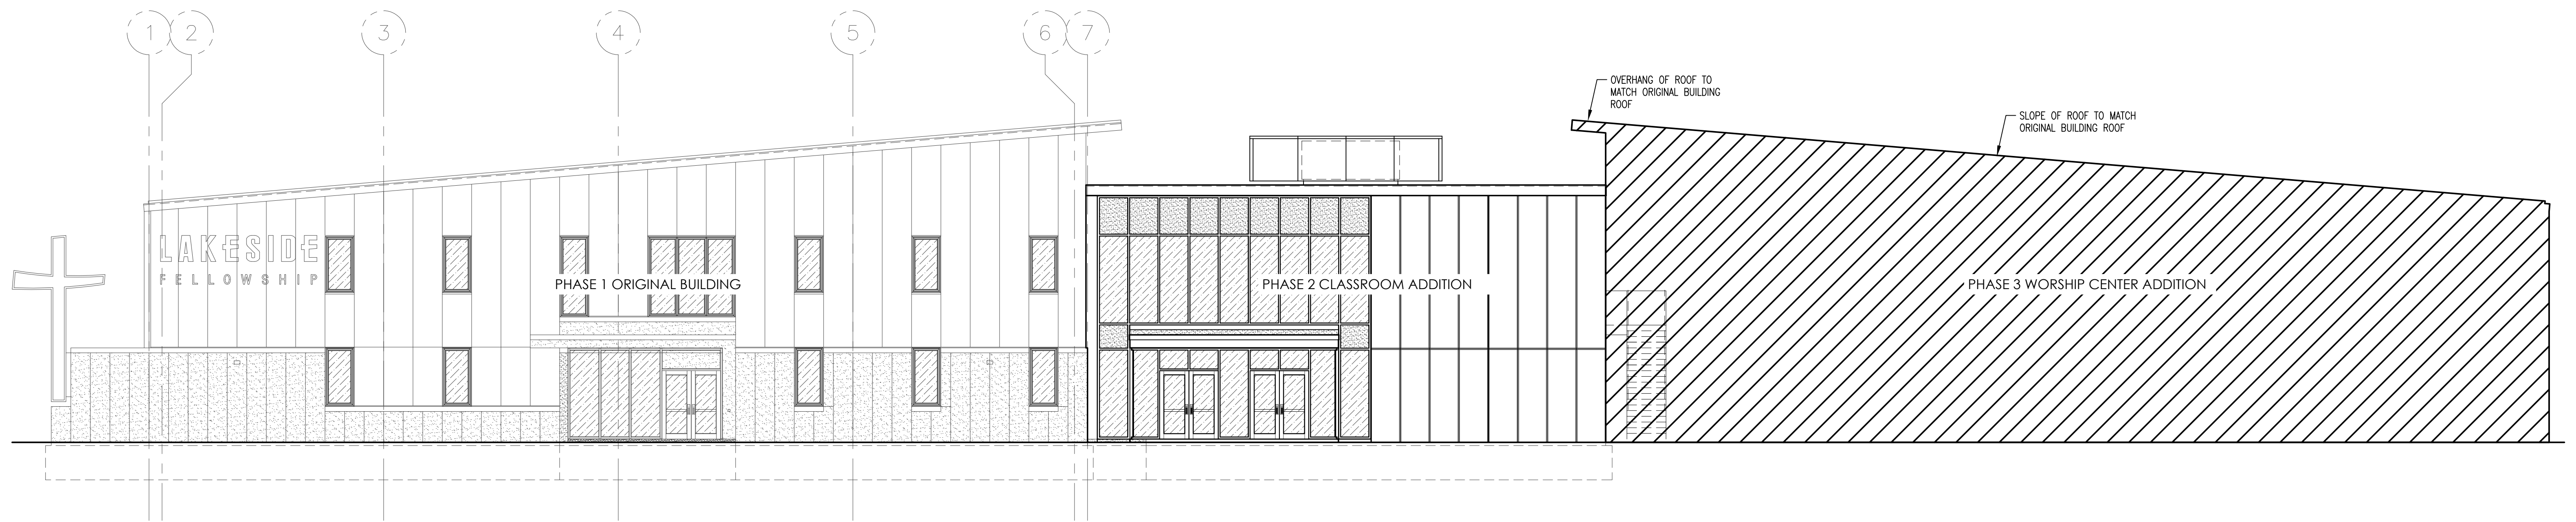 1 2 3 4 5 6 7
OVERHANG OF ROOF TO
MATCH ORIGINAL BUILDING
ROOF
SLOPE OF ROOF TO MATCH
ORIGINAL BUILDING ROOF
LAKESIDE
FELLOWSHIP
PHASE 1 ORIGINAL BUILDING
PHASE 2 CLASSROOM ADDITION
PHASE 3 WORSHIP CENTER ADDITION